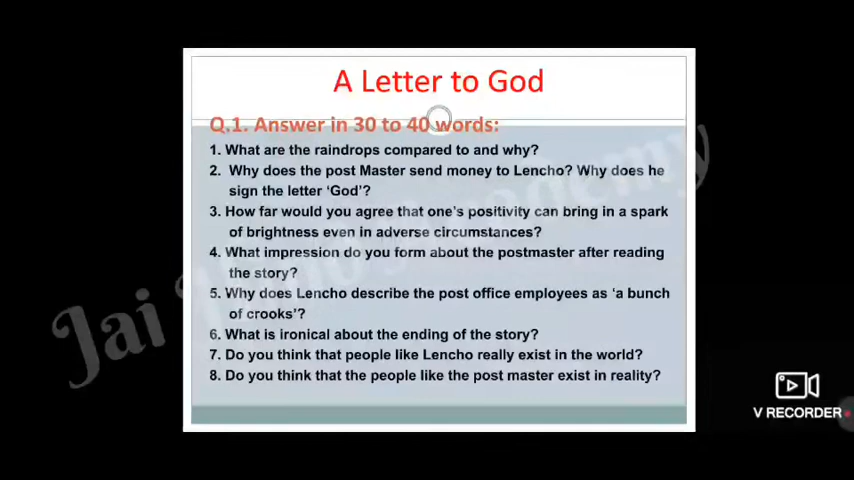 A Letter to God
Q.1. Answer in 30 to 40 words:
1. What are the raindrops compared to and why?
2. Why does the post Master send money to Lencho? Why does he
sign the letter ‘God’?
3. How far would you agree that one’s positivity can bring in a spark
of brightness even in adverse circumstances?
4. What impression do you form about the postmaster after reading
the story?
5. Why does Lencho describe the post office employees as ‘a bunch
of crooks’?
6. What is ironical about the ending of the story?
7. Do you think that people like Lencho really exist in the world?
8. Do you think that the people like the post master exist in reality?
Jai
Academy
V RECORDER